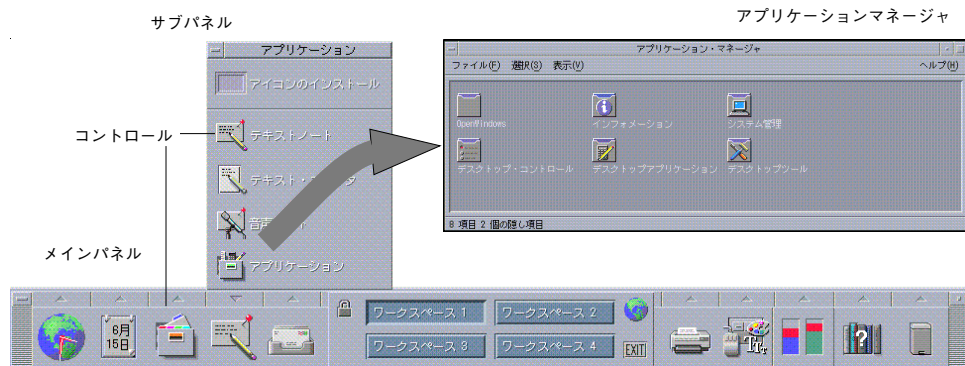 サブパネル
アプリケーションマネージャ
アプリケーション
アイコンのインストール
コントロール
テキストノート
テキスト・
音声
アプリケーション
アプリケーション・マネージャ
ファイル(F) 選択(S) 表示(V) ヘルプ(H)
OpenWindows インフォメーション システム管理
デスクトップ・コントロール デスクトップアプリケーション デスクトップツール
8 項目 2 個の隠し項目
メインパネル
6月
15日
ワークスペース 1 ワークスペース 2
ワークスペース 3 ワークスペース 4
EXIT
?